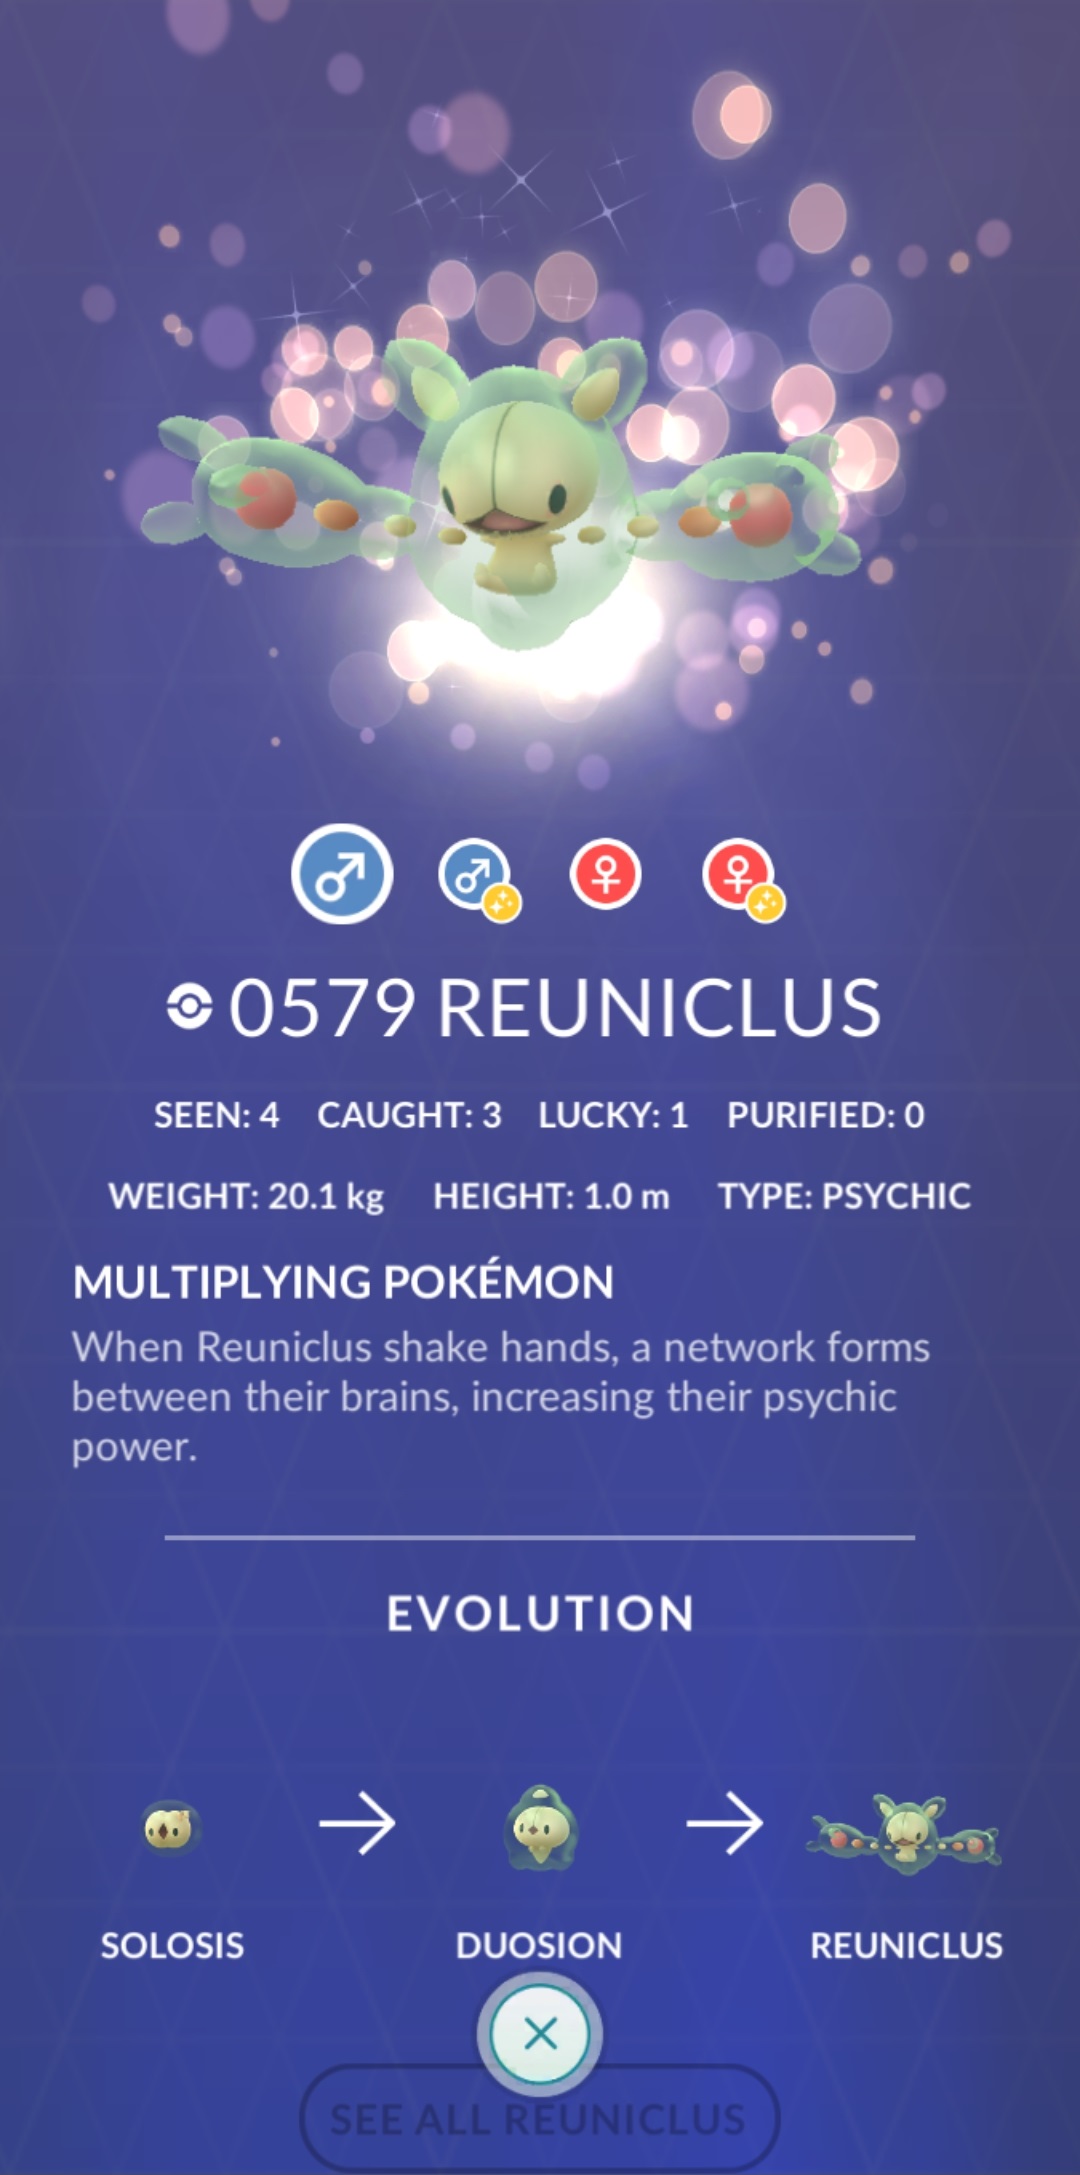 0579 REUNICLUS
SEEN: 4 CAUGHT: 3 LUCKY: 1 PURIFIED: 0
WEIGHT: 20.1 kg HEIGHT: 1.0 m TYPE: PSYCHIC
MULTIPLYING POKÉMON
When Reuniclus shake hands, a network forms
between their brains, increasing their psychic
power.
EVOLUTION
SOLOSIS DUOSION REUNICLUS
SEE ALL REUNICLUS